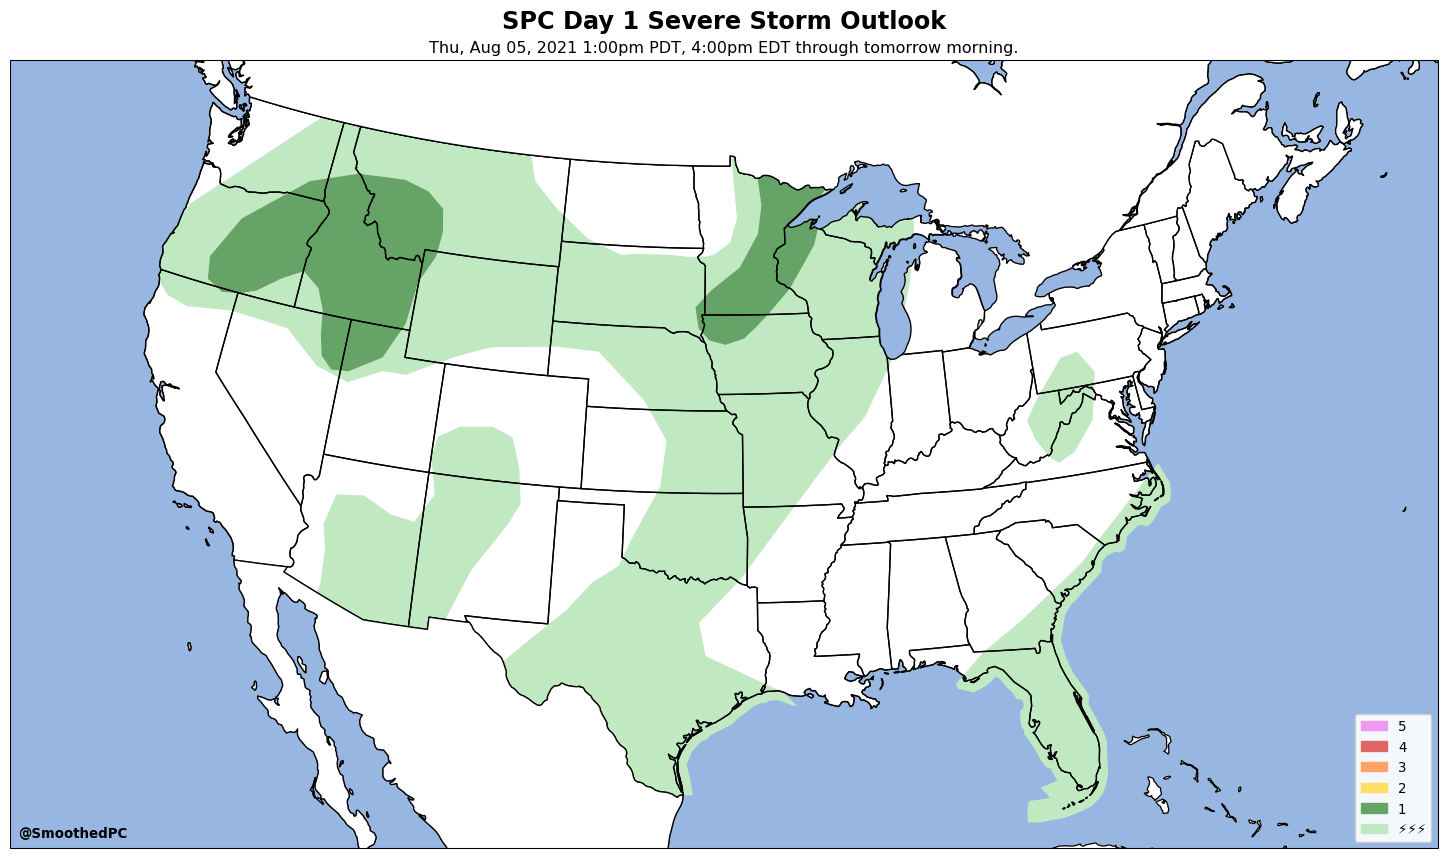 SPC Day 1 Severe Storm Outlook
Thu, Aug 05, 2021 1:00pm PDT, 4:00pm EDT through tomorrow morning.
5
4
3
2
1
⚡⚡⚡
@SmoothedPC